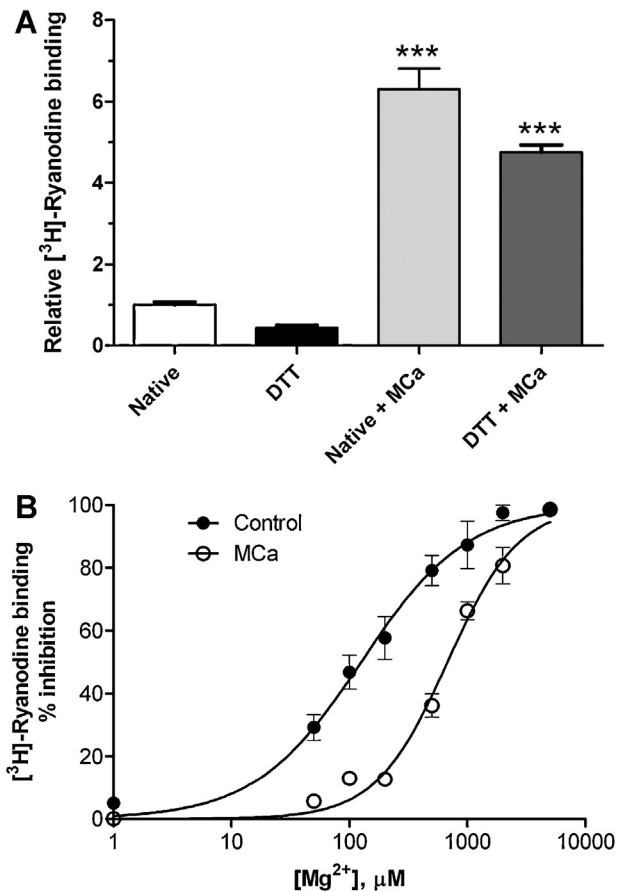 A
Relative [³H]-Ryanodine binding
8
6
4
2
0
***
***
Native
DTT
Native + MCa
DTT + MCa
B
[³H]-Ryanodine binding
% inhibition
100
80
60
40
20
0
Control
MCa
1
10
100
1000
10000
[Mg²⁺], μM